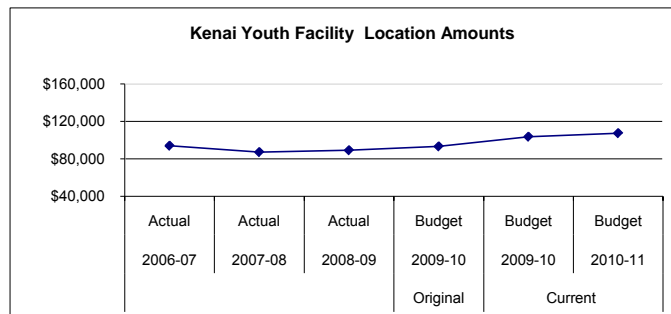 Kenai Youth Facility Location Amounts
$160,000
$120,000
$80,000
$40,000
Actual Actual Actual Budget Budget Budget
2006-07 2007-08 2008-09 2009-10 2009-10 2010-11
Original Current